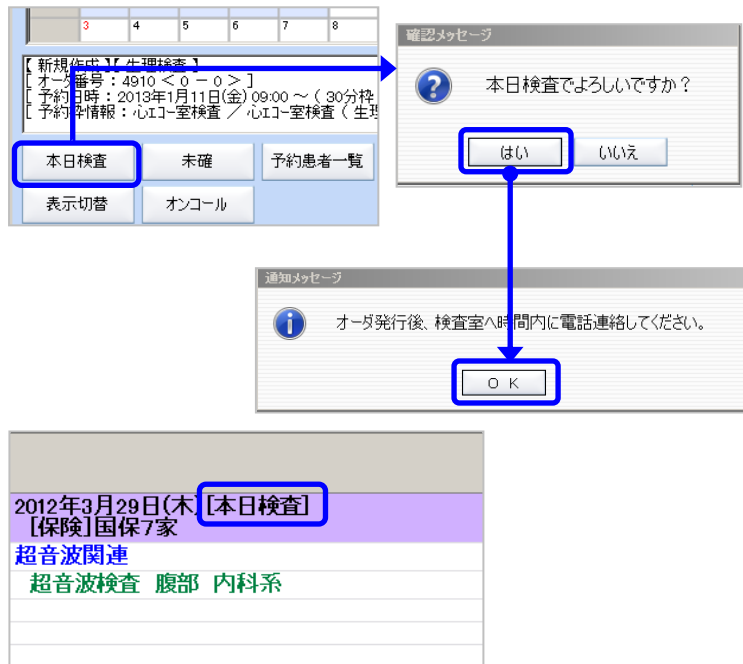 3 4 5 6 7 8
【 新規作成 】【 生理検査 】
[ オーダ番号 : 4910 < 0 - 0 > ]
[ 予約日時 : 2013年1月11日(金) 09:00 ~ ( 30分枠
[ 予約枠情報 : 心エコー室検査 / 心エコー室検査 ( 生理
本日検査 未確 予約患者一覧
表示切替 オンコール
確認メッセージ
本日検査でよろしいですか?
はい いいえ
通知メッセージ
オーダ発行後、検査室へ時間内に電話連絡してください。
OK
2012年3月29日(木) [本日検査]
[保険]国保7家
超音波関連
超音波検査 腹部 内科系